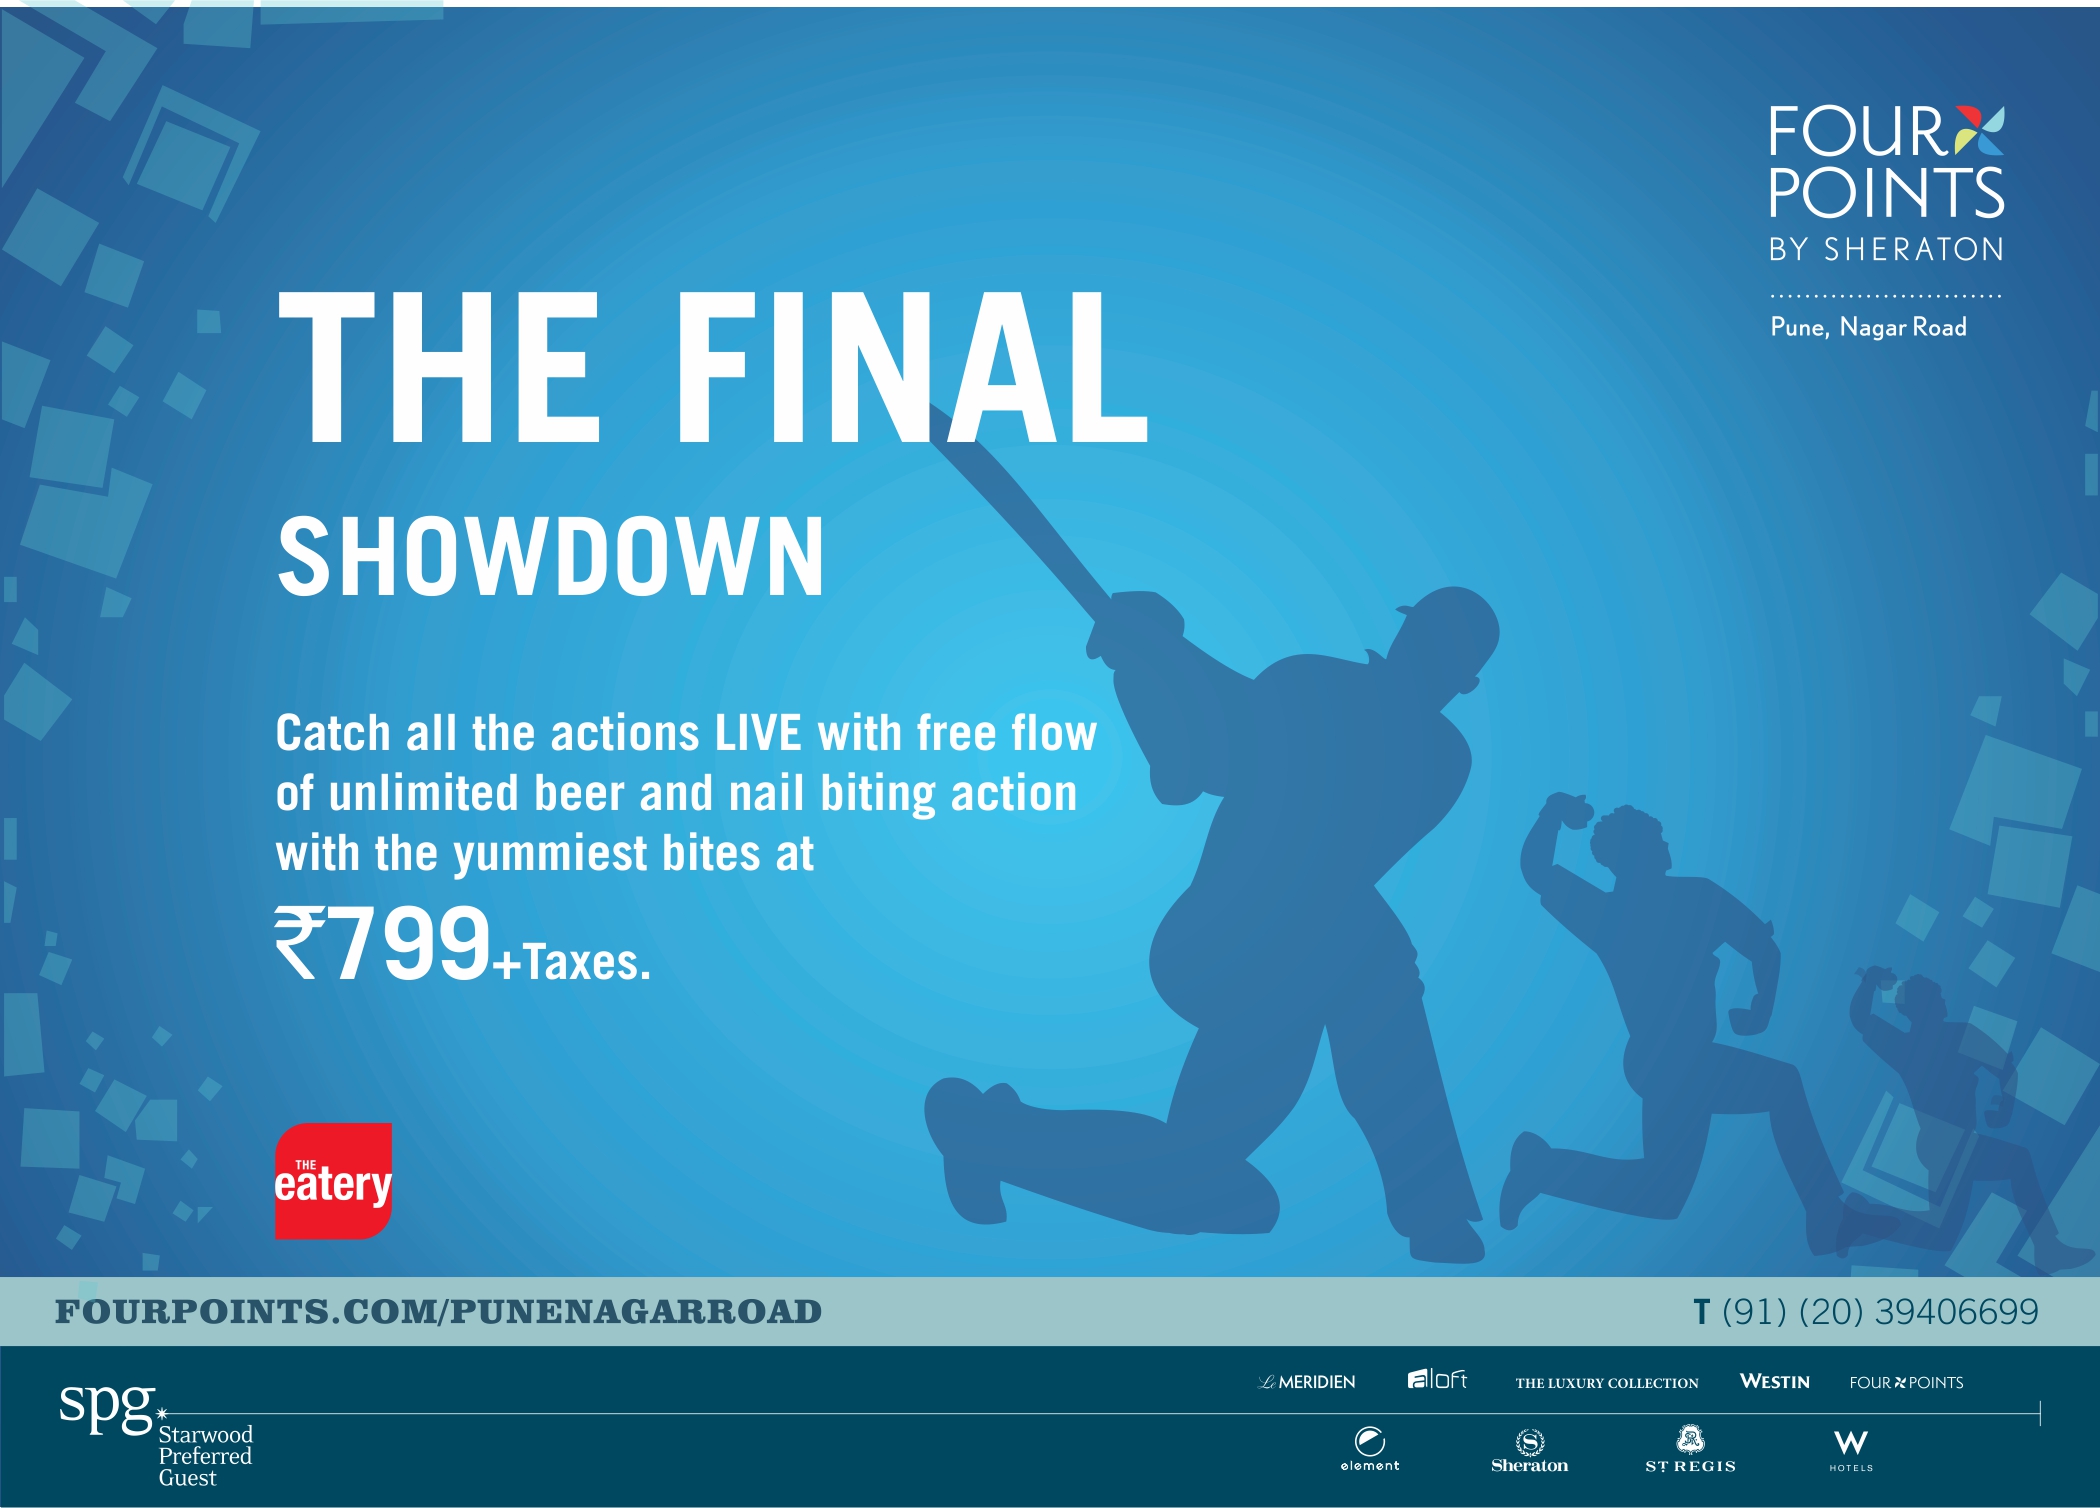 FOUR
POINTS
BY SHERATON
Pune, Nagar Road
THE FINAL
SHOWDOWN
Catch all the actions LIVE with free flow
of unlimited beer and nail biting action
with the yummiest bites at
₹799+Taxes.
THE
eatery
FOURPOINTS.COM/PUNENAGARROAD
T (91) (20) 39406699
spg
Starwood
Preferred
Guest
Le MERIDIEN aloft THE LUXURY COLLECTION WESTIN FOUR POINTS
element Sheraton ST REGIS W HOTELS